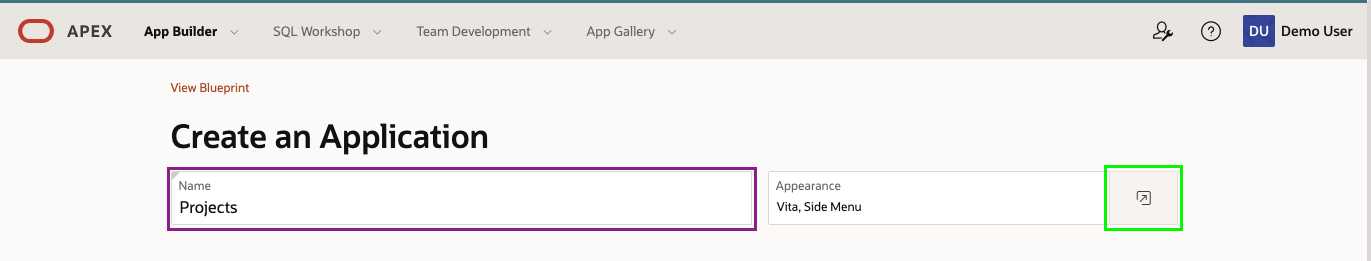 APEX App Builder SQL Workshop Team Development App Gallery DU Demo User
View Blueprint
Create an Application
Name Appearance
Projects Vita, Side Menu